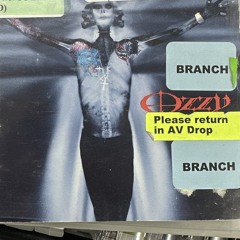 D)
BRANCH
Ozzy
Please return
in AV Drop
BRANCH